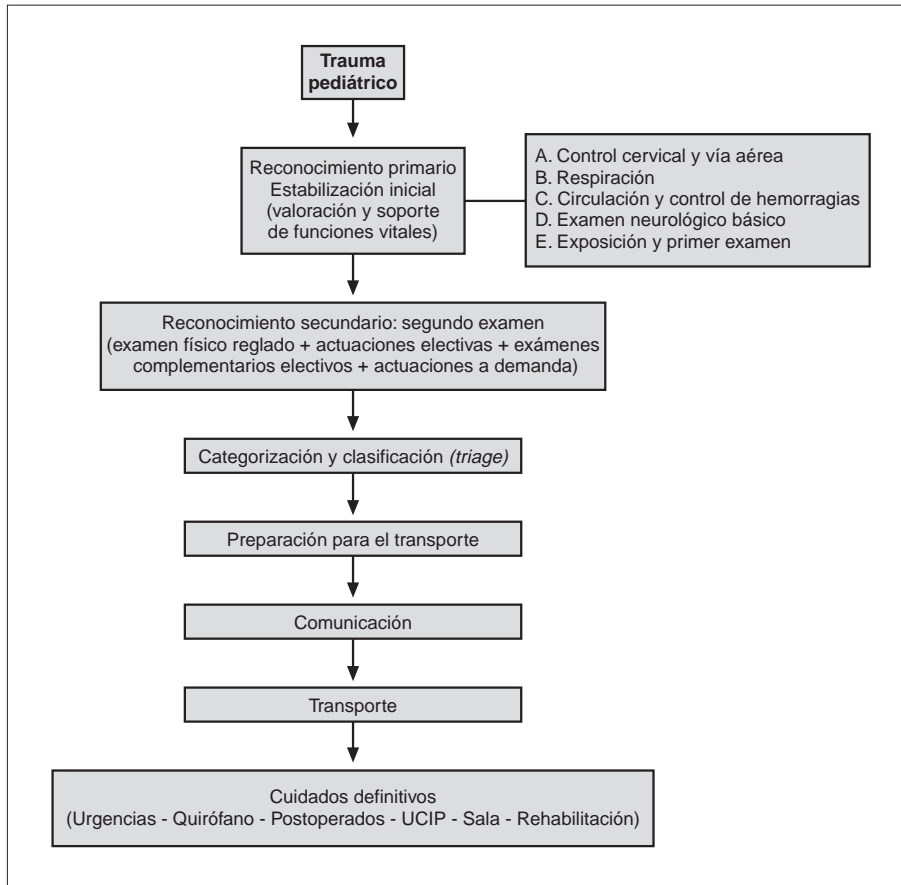 Trauma
pediátrico
Reconocimiento primario
Estabilización inicial
(valoración y soporte
de funciones vitales)
A. Control cervical y vía aérea
B. Respiración
C. Circulación y control de hemorragias
D. Examen neurológico básico
E. Exposición y primer examen
Reconocimiento secundario: segundo examen
(examen físico reglado + actuaciones electivas + exámenes
complementarios electivos + actuaciones a demanda)
Categorización y clasificación (triage)
Preparación para el transporte
Comunicación
Transporte
Cuidados definitivos
(Urgencias - Quirófano - Postoperados - UCIP - Sala - Rehabilitación)